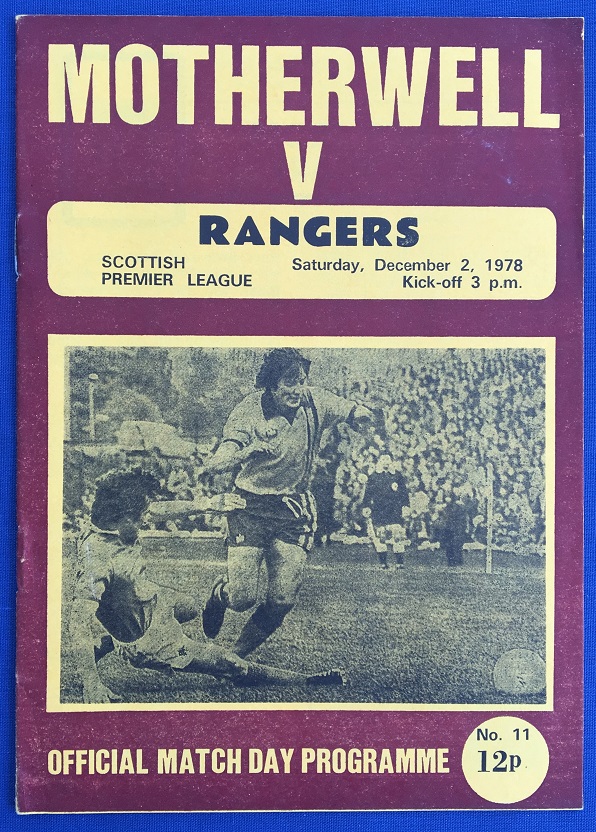 MOTHERWELL
V
RANGERS
SCOTTISH
PREMIER LEAGUE
Saturday, December 2, 1978
Kick-off 3 p.m.
OFFICIAL MATCH DAY PROGRAMME
No. 11
12p